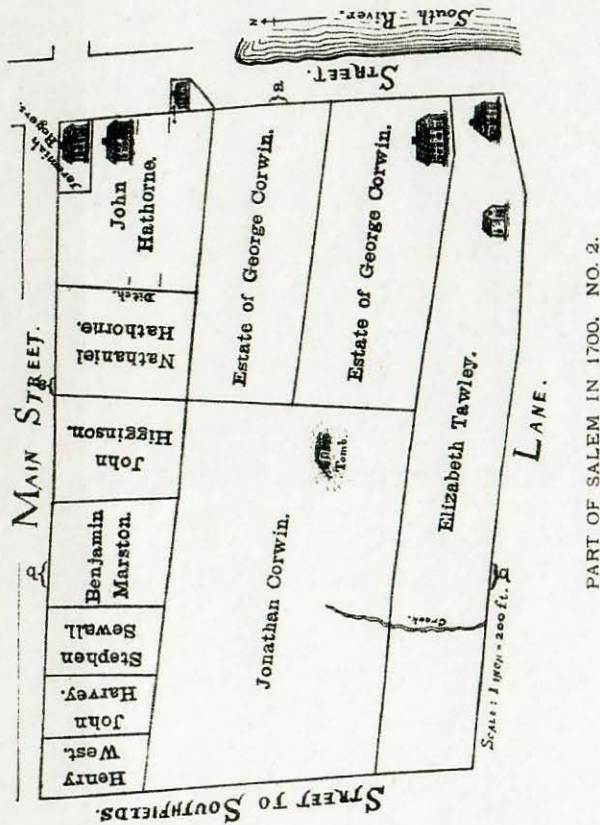 South River.
N
STREET.
MAIN STREET.
a
a
b
a
Jeremiah
Rogers.
John
Hathorne.
Ditch.
Nathaniel
Hathorne.
John
Higginson.
Benjamin
Marston.
Stephen
Sewall
John
Harvey.
Henry
West.
Estate of George Corwin.
Estate of George Corwin.
Jonathan Corwin.
Tomb.
Elizabeth Tawley.
Creek.
LANE.
STREET TO SOUTHFIELDS.
SCALE: 1 INCH = 200 ft.
PART OF SALEM IN 1700. NO. 2.